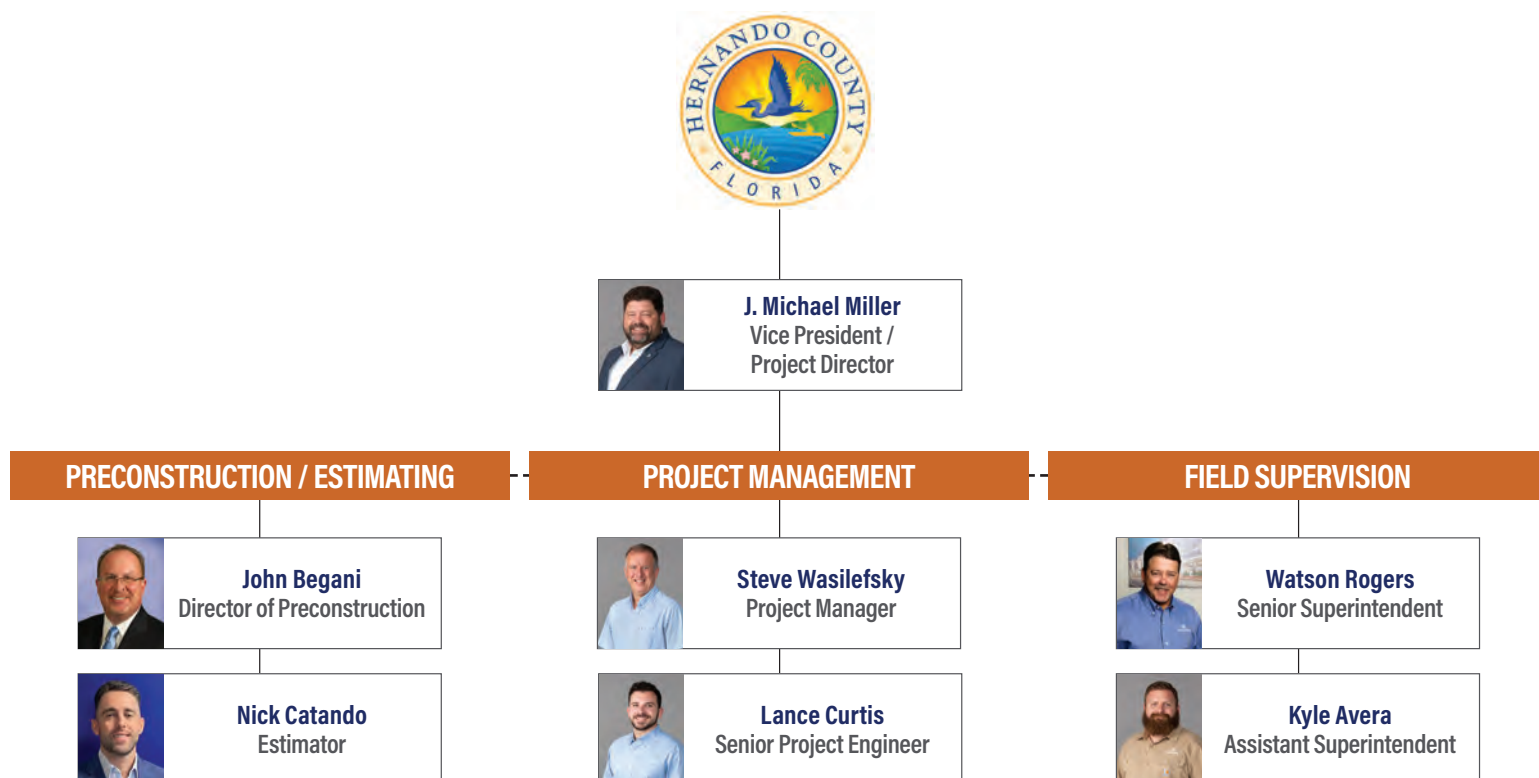 HERNANDO COUNTY
FLORIDA
J. Michael Miller
Vice President /
Project Director
PRECONSTRUCTION / ESTIMATING
PROJECT MANAGEMENT
FIELD SUPERVISION
John Begani
Director of Preconstruction
Steve Wasilefsky
Project Manager
Watson Rogers
Senior Superintendent
Nick Catando
Estimator
Lance Curtis
Senior Project Engineer
Kyle Avera
Assistant Superintendent